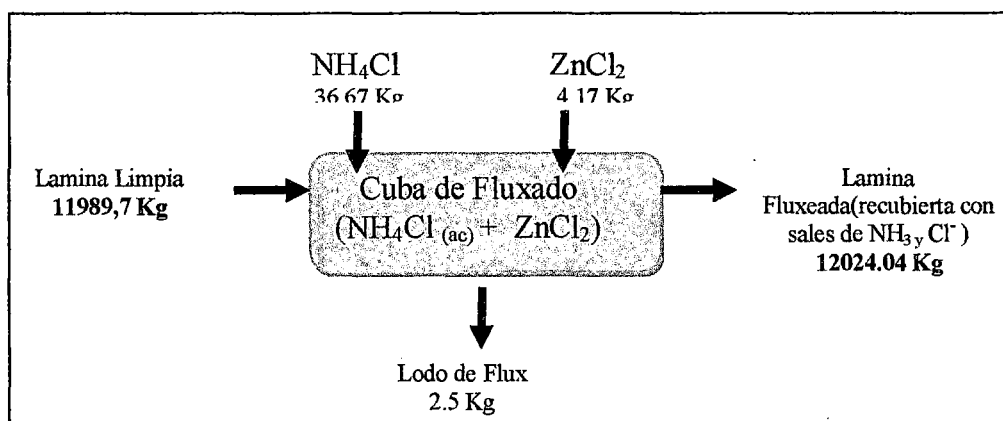 NH₄Cl
36 67 Kg
ZnCl₂
4 17 Kg
Lamina Limpia
11989,7 Kg
Cuba de Fluxado
(NH₄Cl (ac) + ZnCl₂)
Lamina
Fluxeada(recubierta con
sales de NH₃ y Cl⁻ )
12024.04 Kg
Lodo de Flux
2.5 Kg